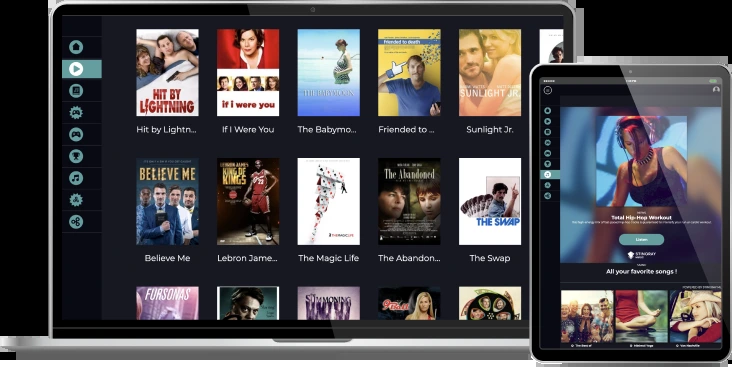 HIT BY
LIGHTNING
if i were you
THE BABYMOON
Friended to death
SUNLIGHT JR.
Hit by Lightn...
If I Were You
The Babymo...
Friended to ...
Sunlight Jr.
BELIEVE ME
LEBRON JAMES
KINGS
THE MAGIC LIFE
The Abandoned
THE SWAP
Believe Me
Lebron Jame...
The Magic Life
The Abandon...
The Swap
FURSONAS
SUMMONING
Total Hip-Hop Workout
Listen
STINGRAY
All your favorite songs !